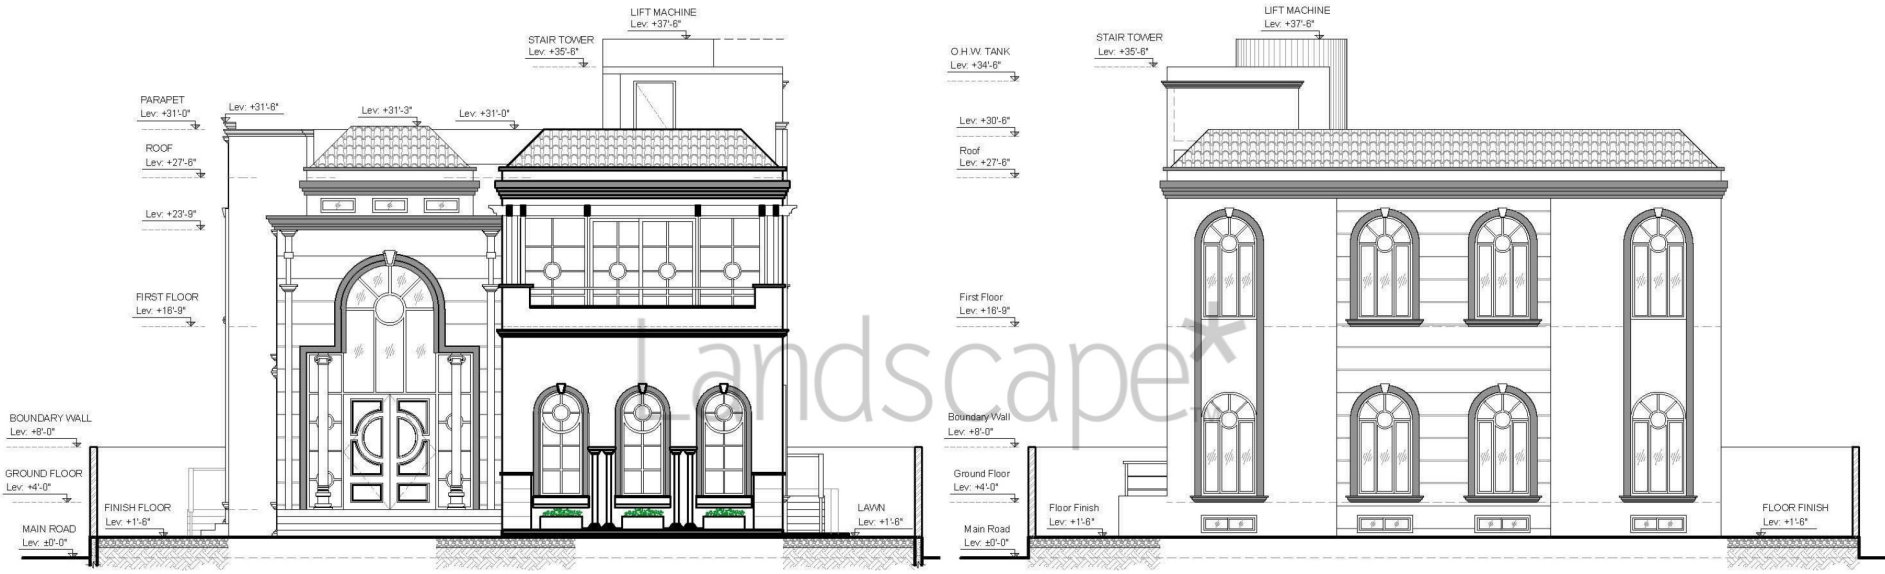 LIFT MACHINE
Lev: +37'-6"
STAIR TOWER
Lev: +35'-6"
PARAPET
Lev: +31'-0"
Lev: +31'-6"
Lev: +31'-3"
Lev: +31'-0"
ROOF
Lev: +27'-6"
Lev: +23'-9"
FIRST FLOOR
Lev: +16'-9"
BOUNDARY WALL
Lev: +8'-0"
GROUND FLOOR
Lev: +4'-0"
FINISH FLOOR
Lev: +1'-6"
MAIN ROAD
Lev: ±0'-0"
LAWN
Lev: +1'-6"
LIFT MACHINE
Lev: +37'-6"
STAIR TOWER
Lev: +35'-6"
O.H.W. TANK
Lev: +34'-6"
Lev: +30'-6"
Roof
Lev: +27'-6"
First Floor
Lev: +16'-9"
Boundary Wall
Lev: +8'-0"
Ground Floor
Lev: +4'-0"
Floor Finish
Lev: +1'-6"
Main Road
Lev: ±0'-0"
FLOOR FINISH
Lev: +1'-6"
Landscape*